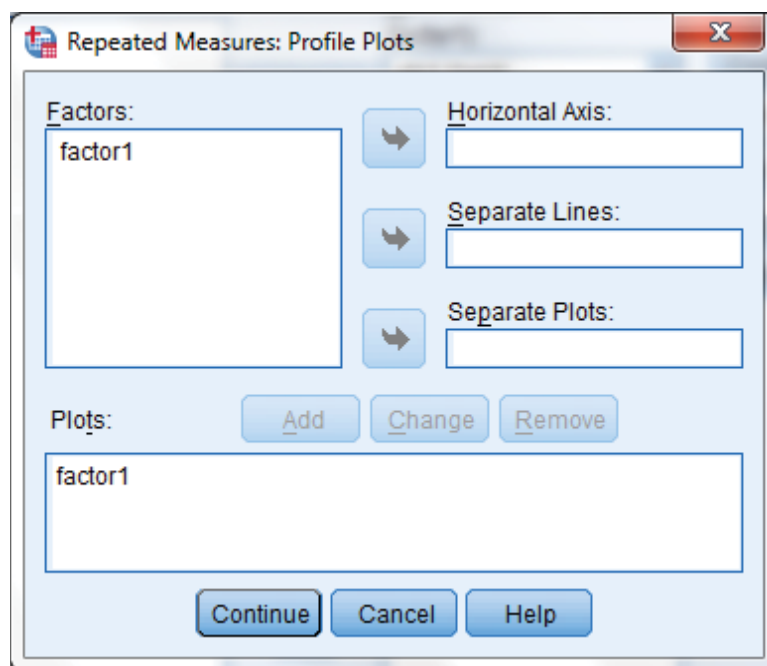 Repeated Measures: Profile Plots
Factors:
factor1
Horizontal Axis:
Separate Lines:
Separate Plots:
Plots:
Add
Change
Remove
factor1
Continue
Cancel
Help